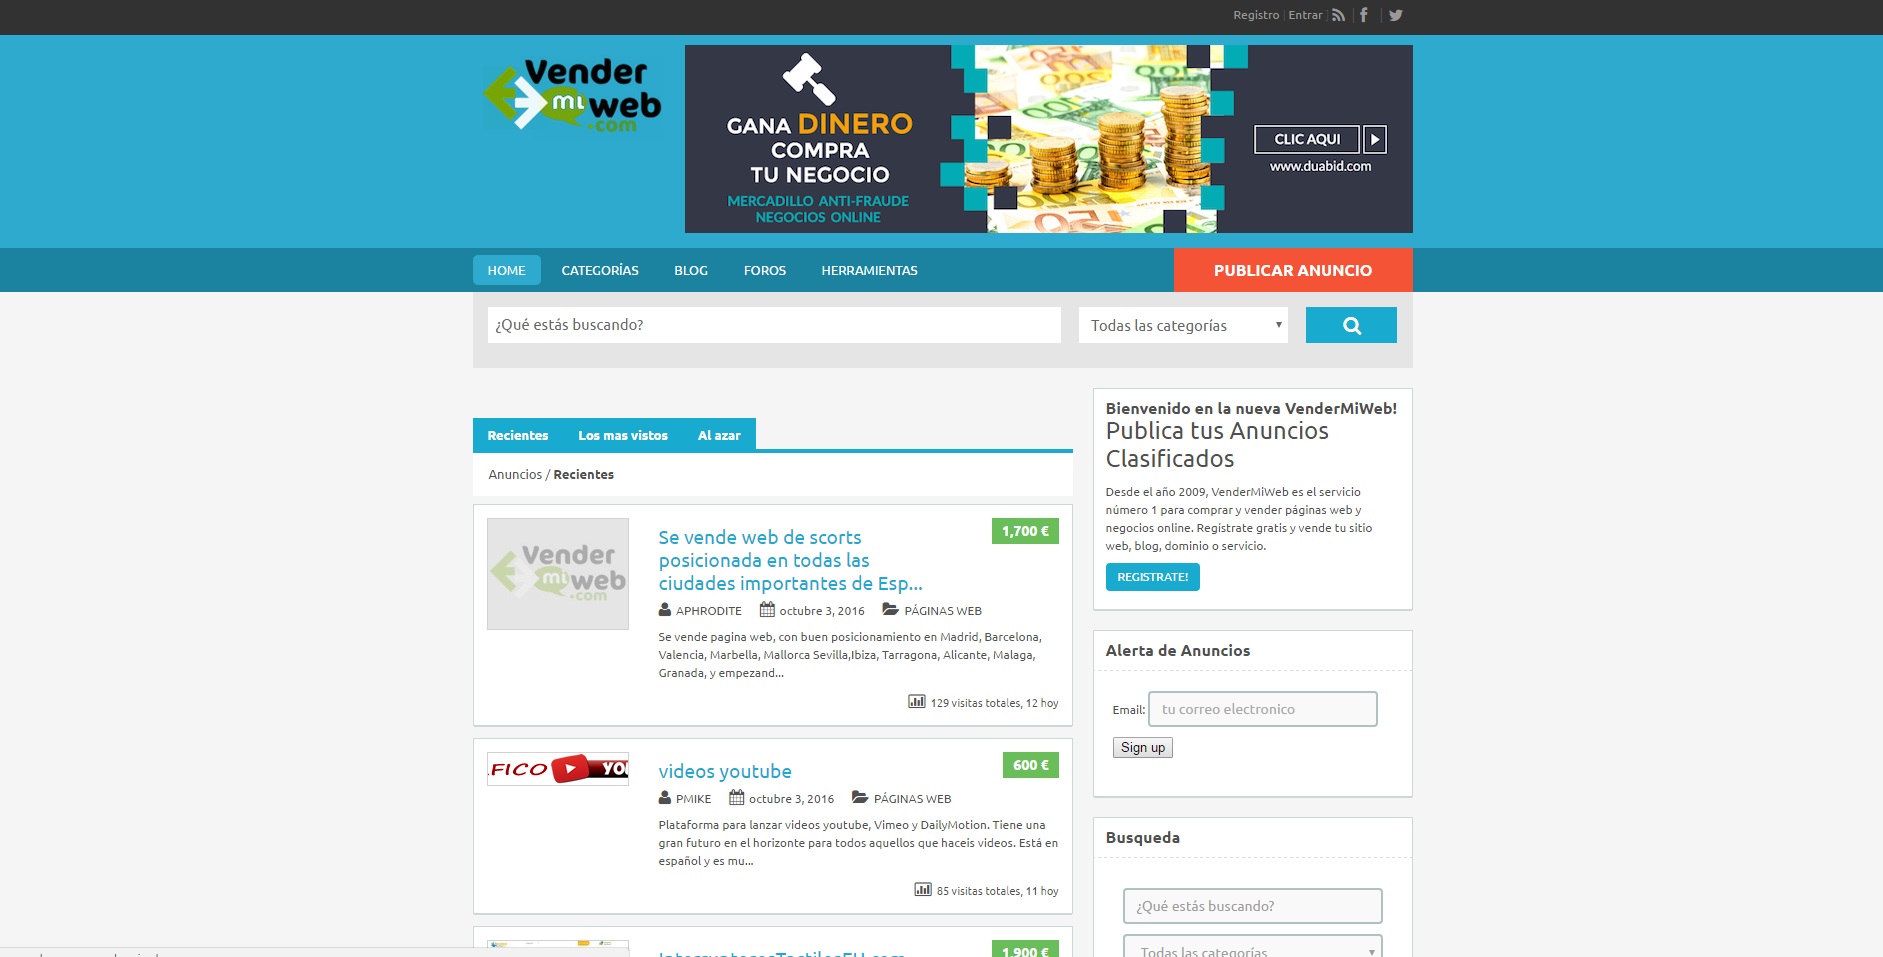 Registro | Entrar
Vender
mi web
.com
GANA DINERO
COMPRA
TU NEGOCIO
MERCADILLO ANTI-FRAUDE
NEGOCIOS ONLINE
CLIC AQUI
www.duabid.com
HOME CATEGORÍAS BLOG FOROS HERRAMIENTAS PUBLICAR ANUNCIO
¿Qué estás buscando? Todas las categorías
Recientes Los mas vistos Al azar
Anuncios / Recientes
Vender
mi web
.com
Se vende web de scorts
posicionada en todas las
ciudades importantes de Esp...
1,700 €
APHRODITE octubre 3, 2016 PÁGINAS WEB
Se vende pagina web, con buen posicionamiento en Madrid, Barcelona,
Valencia, Marbella, Mallorca Sevilla,Ibiza, Tarragona, Alicante, Malaga,
Granada, y empezand...
129 visitas totales, 12 hoy
videos youtube
600 €
PMIKE octubre 3, 2016 PÁGINAS WEB
Plataforma para lanzar videos youtube, Vimeo y DailyMotion. Tiene una
gran futuro en el horizonte para todos aquellos que haceis videos. Está en
español y es mu...
85 visitas totales, 11 hoy
1,900 €
Bienvenido en la nueva VenderMiWeb!
Publica tus Anuncios
Clasificados
Desde el año 2009, VenderMiWeb es el servicio
número 1 para comprar y vender páginas web y
negocios online. Regístrate gratis y vende tu sitio
web, blog, dominio o servicio.
REGISTRATE!
Alerta de Anuncios
Email: tu correo electronico
Sign up
Busqueda
¿Qué estás buscando?
Todas las categorías